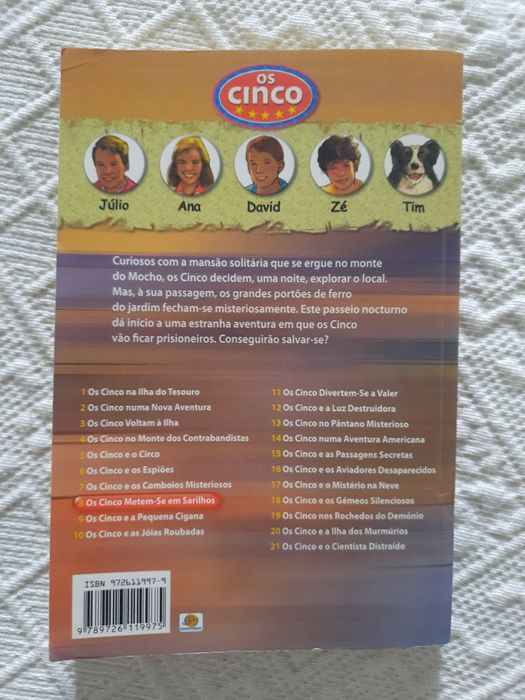 OS
CINCO
Júlio
Ana
David
Zé
Tim
Curiosos com a mansão solitária que se ergue no monte
do Mocho, os Cinco decidem, uma noite, explorar o local.
Mas, à sua passagem, os grandes portões de ferro
do jardim fecham-se misteriosamente. Este passeio nocturno
dá início a uma estranha aventura em que os Cinco
vão ficar prisioneiros. Conseguirão salvar-se?
1 Os Cinco na Ilha do Tesouro
2 Os Cinco numa Nova Aventura
3 Os Cinco Voltam à Ilha
4 Os Cinco no Monte dos Contrabandistas
5 Os Cinco e o Circo
6 Os Cinco e os Espiões
7 Os Cinco e os Comboios Misteriosos
8 Os Cinco Metem-Se em Sarilhos
9 Os Cinco e a Pequena Cigana
10 Os Cinco e as Jóias Roubadas
11 Os Cinco Divertem-Se a Valer
12 Os Cinco e a Luz Destruidora
13 Os Cinco no Pântano Misterioso
14 Os Cinco numa Aventura Americana
15 Os Cinco e as Passagens Secretas
16 Os Cinco e os Aviadores Desaparecidos
17 Os Cinco e o Mistério na Neve
18 Os Cinco e os Gémeos Silenciosos
19 Os Cinco nos Rochedos do Demónio
20 Os Cinco e a Ilha dos Murmúrios
21 Os Cinco e o Cientista Distraído
ISBN 972611997-9
9 789726 119975